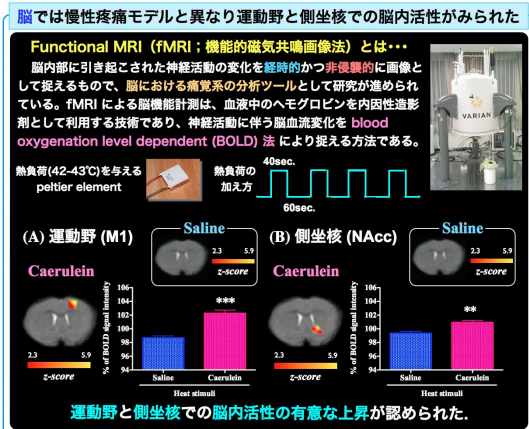 脳では慢性疼痛モデルと異なり運動野と側坐核での脳内活性がみられた
Functional MRI（fMRI；機能的磁気共鳴画像法）とは･･･
脳内部に引き起こされた神経活動の変化を経時的かつ非侵襲的に画像と
して捉えるもので、脳における痛覚系の分析ツールとして研究が進められ
ている。fMRI による脳機能計測は、血液中のヘモグロビンを内因性造影
剤として利用する技術であり、神経活動に伴う脳血流変化を blood
oxygenation level dependent (BOLD) 法 により捉える方法である。
VARIAN
熱負荷(42-43℃)を与える
peltier element
熱負荷の
加え方
40sec.
60sec.
(A) 運動野 (M1)
Saline
2.3 5.9
z-score
Caerulein
2.3 5.9
z-score
% of BOLD signal intensity
106
104
102
100
98
96
94
***
Saline Caerulein
Heat stimuli
(B) 側坐核 (NAcc)
Saline
2.3 5.9
z-score
Caerulein
2.3 5.9
z-score
% of BOLD signal intensity
106
104
102
100
98
96
94
**
Saline Caerulein
Heat stimuli
運動野と側坐核での脳内活性の有意な上昇が認められた.